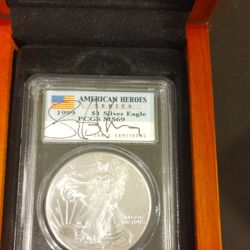 AMERICAN HEROES
SERIES
1999 $1 Silver Eagle
PCGS MS69